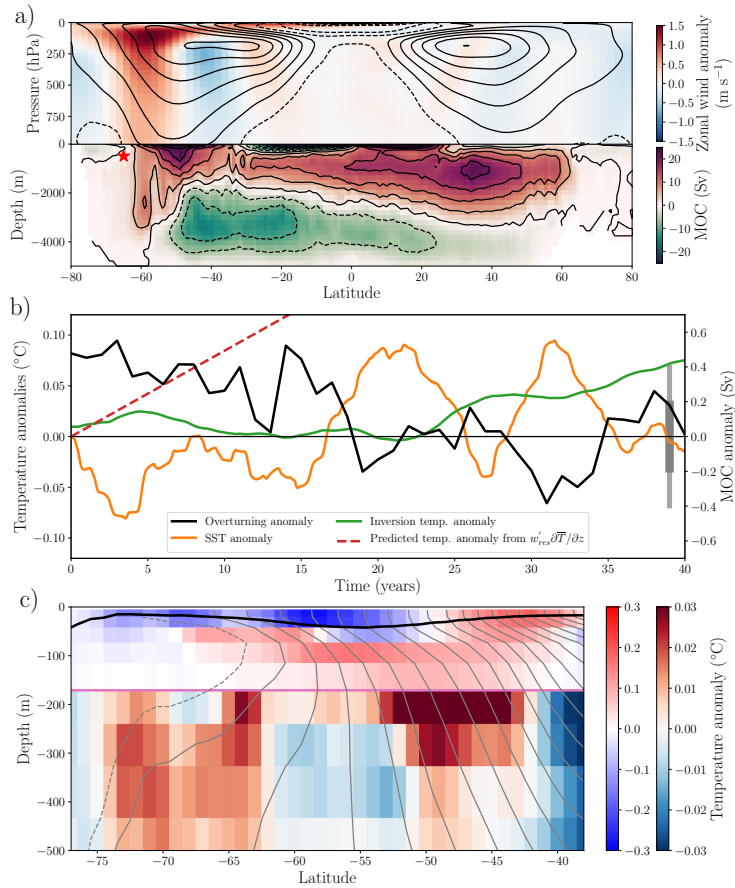 a)
0
250
500
750
Pressure (hPa)
1.5
1.0
0.5
0.0
−0.5
−1.0
−1.5
Zonal wind anomaly
(m s⁻¹)
0
−2000
−4000
Depth (m)
20
10
0
−10
−20
MOC (Sv)
−80 −60 −40 −20 0 20 40 60 80
Latitude
b)
0.10
0.05
0.00
−0.05
−0.10
Temperature anomalies (°C)
0.6
0.4
0.2
0.0
−0.2
−0.4
−0.6
MOC anomaly (Sv)
Overturning anomaly
SST anomaly
Inversion temp. anomaly
Predicted temp. anomaly from w′res ∂T̅/∂z
0 5 10 15 20 25 30 35 40
Time (years)
c)
0
−100
−200
−300
−400
−500
Depth (m)
0.3
0.2
0.1
0.0
−0.1
−0.2
−0.3
0.03
0.02
0.01
0.00
−0.01
−0.02
−0.03
Temperature anomaly (°C)
−75 −70 −65 −60 −55 −50 −45 −40
Latitude